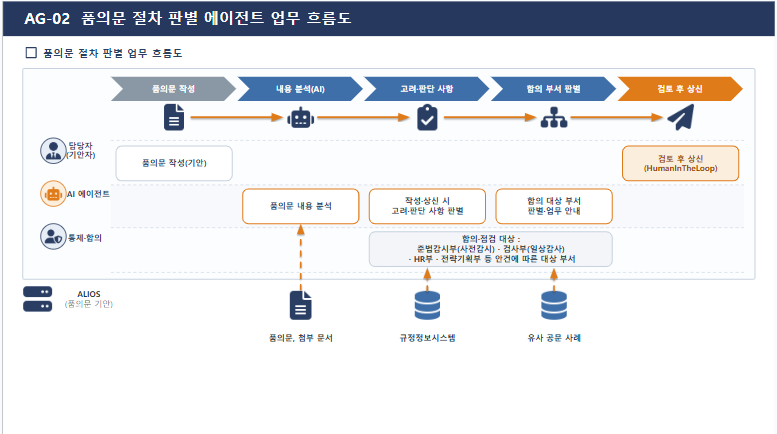 AG-02 품의문 절차 판별 에이전트 업무 흐름도
품의문 절차 판별 업무 흐름도
품의문 작성
내용 분석(AI)
고려·판단 사항
합의 부서 판별
검토 후 상신
담당자
(기안자)
품의문 작성(기안)
검토 후 상신
(HumanInTheLoop)
AI 에이전트
품의문 내용 분석
작성·상신 시
고려·판단 사항 판별
합의 대상 부서
판별·업무 안내
통제·합의
합의·점검 대상 :
준법감시부(사전감시) · 검사부(일상감사)
· HR부 · 전략기획부 등 안건에 따른 대상 부서
ALIOS
(품의문 기안)
품의문, 첨부 문서
규정정보시스템
유사 공문 사례